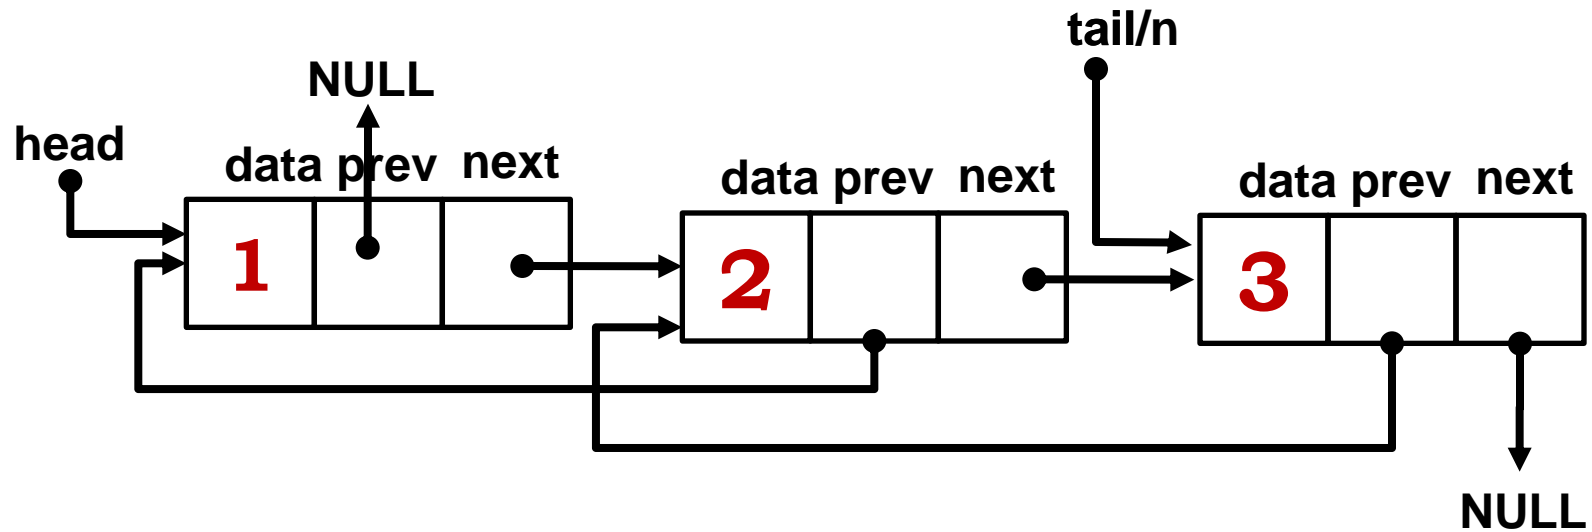 tail/n
NULL
head
data prev next
data prev next
data prev next
1
2
3
NULL